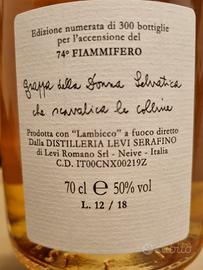 Edizione numerata di 300 bottiglie
per l'accensione del
74° FIAMMIFERO
Grappa della Donna Selvatica
che scavalica le colline
Prodotta con "Lambicco" a fuoco diretto
Dalla DISTILLERIA LEVI SERAFINO
di Levi Romano Srl - Neive - Italia
C.D. IT00CNX00219Z
70 cl e 50% vol
L. 12 / 18